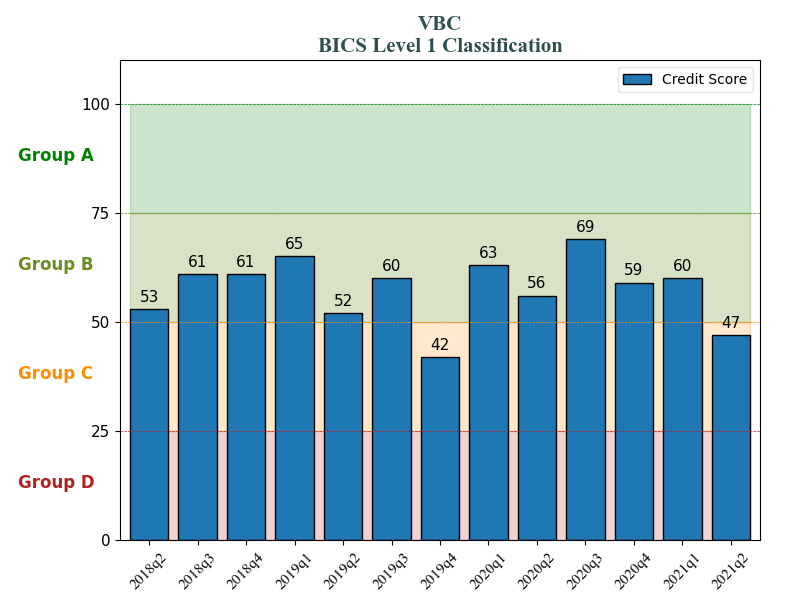 VBC
BICS Level 1 Classification
Credit Score
100
Group A
75
Group B
50
Group C
25
Group D
0
53
61
61
65
52
60
42
63
56
69
59
60
47
2018q2
2018q3
2018q4
2019q1
2019q2
2019q3
2019q4
2020q1
2020q2
2020q3
2020q4
2021q1
2021q2